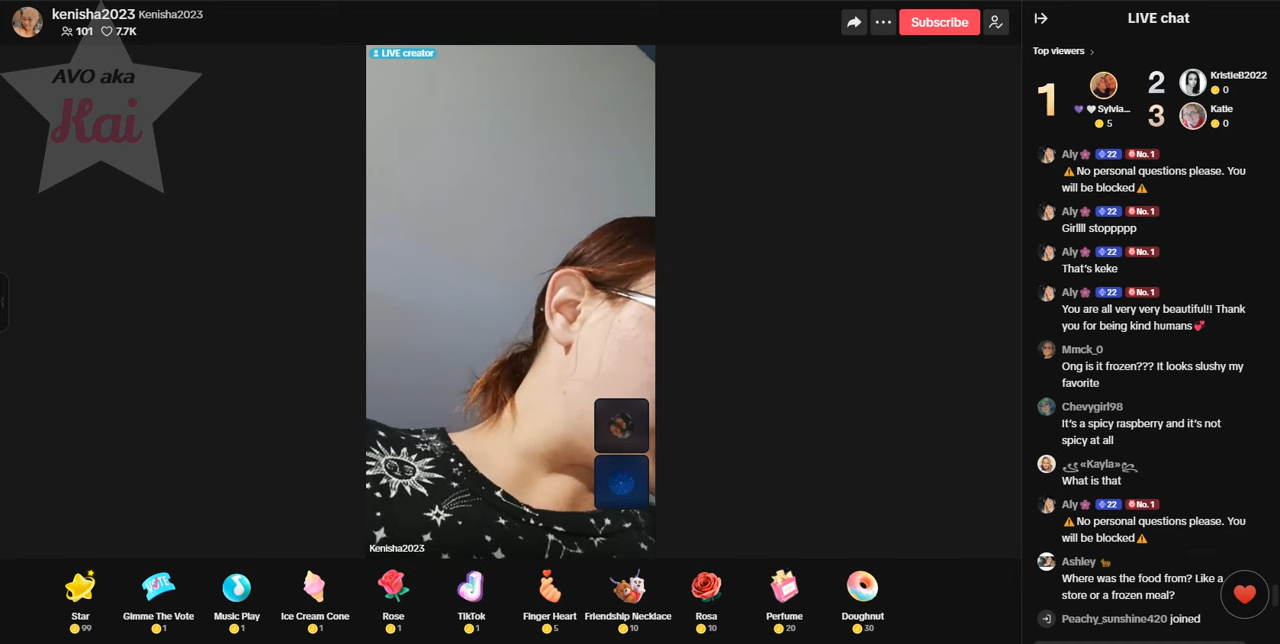 kenisha2023 Kenisha2023
101 7.7K
Subscribe
AVO aka
Kai
LIVE creator
Kenisha2023
Star
99
Gimme The Vote
1
Music Play
1
Ice Cream Cone
1
Rose
1
TikTok
1
Finger Heart
5
Friendship Necklace
10
Rosa
10
Perfume
20
Doughnut
30
LIVE chat
Top viewers
1
Sylvia...
5
2
KristieB2022
0
3
Katie
0
Aly 22 No. 1
No personal questions please. You
will be blocked
Aly 22 No. 1
Girllll stoppppp
Aly 22 No. 1
That's keke
Aly 22 No. 1
You are all very very beautiful!! Thank
you for being kind humans
Mmck_0
Ong is it frozen??? It looks slushy my
favorite
Chevygirl98
It's a spicy raspberry and it's not
spicy at all
«Kayla»
What is that
Aly 22 No. 1
No personal questions please. You
will be blocked
Ashley
Where was the food from? Like a
store or a frozen meal?
Peachy_sunshine420 joined